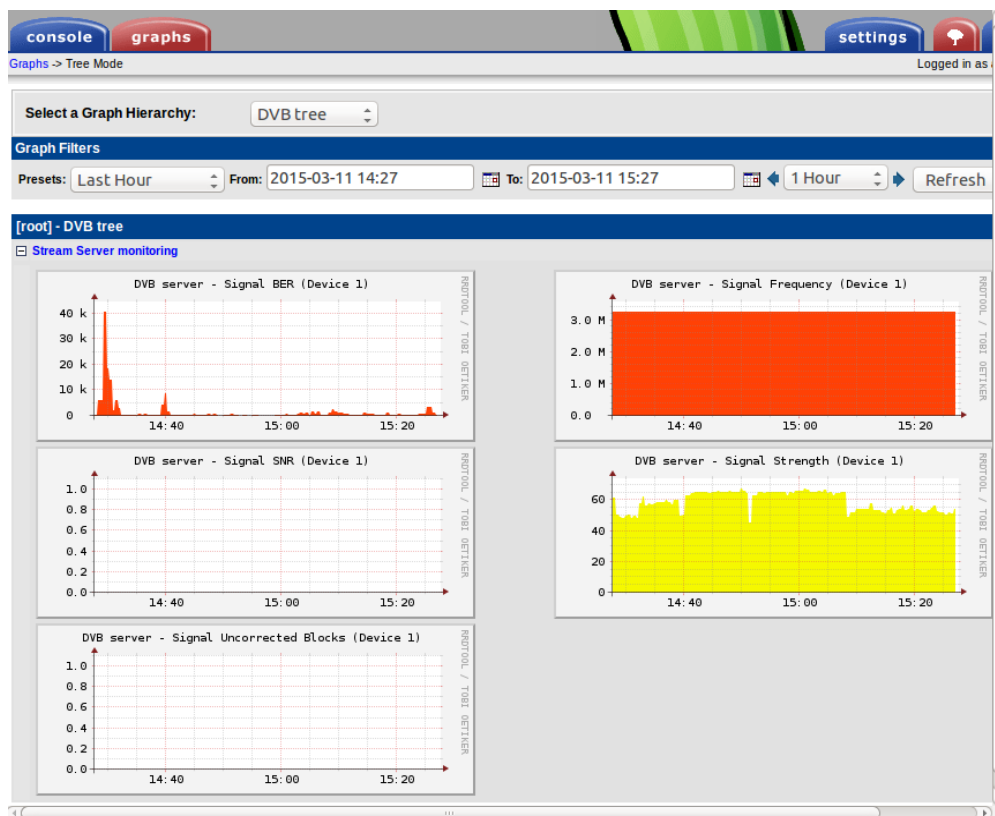 console graphs settings
Graphs -> Tree Mode Logged in as
Select a Graph Hierarchy: DVB tree
Graph Filters
Presets: Last Hour From: 2015-03-11 14:27 To: 2015-03-11 15:27 1 Hour Refresh
[root] - DVB tree
Stream Server monitoring
DVB server - Signal BER (Device 1)
40 k
30 k
20 k
10 k
0
14:40 15:00 15:20
RRDTOOL / TOBI OETIKER
DVB server - Signal Frequency (Device 1)
3.0 M
2.0 M
1.0 M
0.0
14:40 15:00 15:20
RRDTOOL / TOBI OETIKER
DVB server - Signal SNR (Device 1)
1.0
0.8
0.6
0.4
0.2
0.0
14:40 15:00 15:20
RRDTOOL / TOBI OETIKER
DVB server - Signal Strength (Device 1)
60
40
20
0
14:40 15:00 15:20
RRDTOOL / TOBI OETIKER
DVB server - Signal Uncorrected Blocks (Device 1)
1.0
0.8
0.6
0.4
0.2
0.0
14:40 15:00 15:20
RRDTOOL / TOBI OETIKER